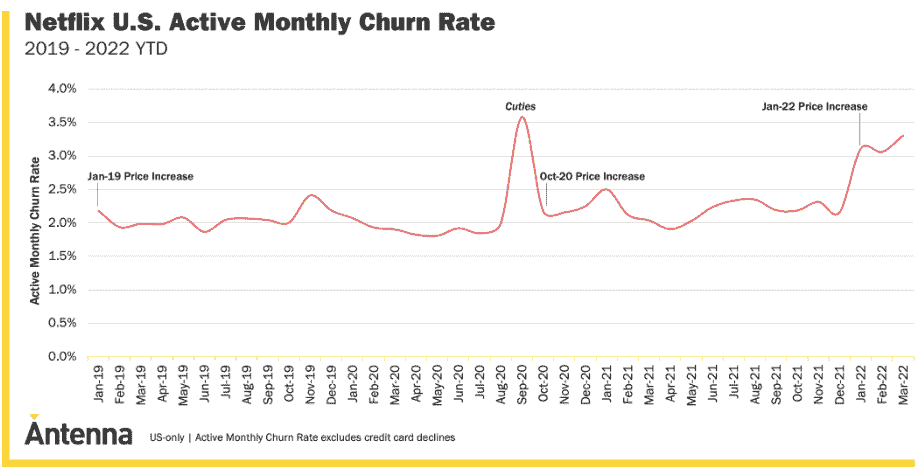 Netflix U.S. Active Monthly Churn Rate
2019 - 2022 YTD
Active Monthly Churn Rate
4.0%
3.5%
3.0%
2.5%
2.0%
1.5%
1.0%
0.5%
0.0%
Jan-19 Price Increase
Cuties
Oct-20 Price Increase
Jan-22 Price Increase
Jan-19
Feb-19
Mar-19
Apr-19
May-19
Jun-19
Jul-19
Aug-19
Sep-19
Oct-19
Nov-19
Dec-19
Jan-20
Feb-20
Mar-20
Apr-20
May-20
Jun-20
Jul-20
Aug-20
Sep-20
Oct-20
Nov-20
Dec-20
Jan-21
Feb-21
Mar-21
Apr-21
May-21
Jun-21
Jul-21
Aug-21
Sep-21
Oct-21
Nov-21
Dec-21
Jan-22
Feb-22
Mar-22
Antenna
US-only | Active Monthly Churn Rate excludes credit card declines